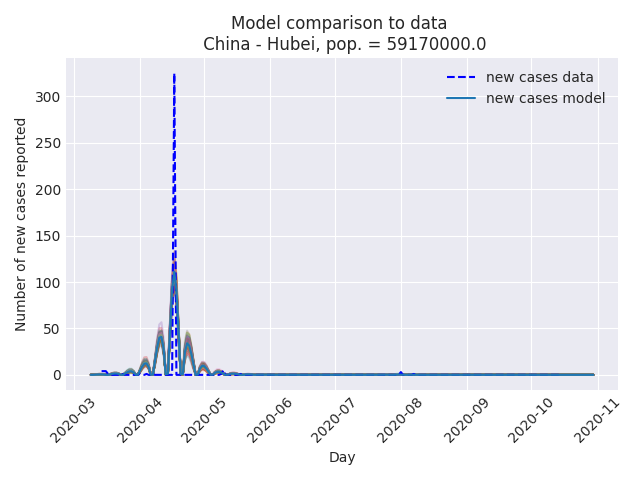 Model comparison to data
China - Hubei, pop. = 59170000.0
new cases data
new cases model
Number of new cases reported
300
250
200
150
100
50
0
2020-03
2020-04
2020-05
2020-06
2020-07
2020-08
2020-09
2020-10
2020-11
Day